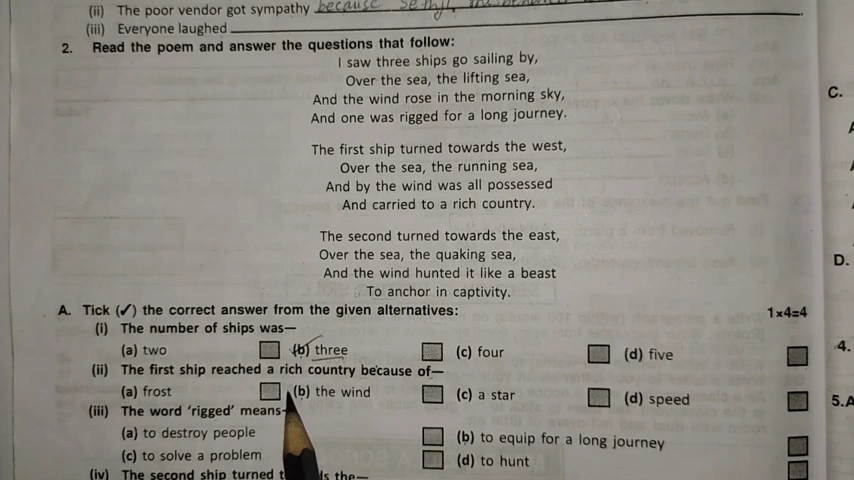 (ii) The poor vendor got sympathy because Sethji,
(iii) Everyone laughed
2. Read the poem and answer the questions that follow:
I saw three ships go sailing by,
Over the sea, the lifting sea,
And the wind rose in the morning sky,
And one was rigged for a long journey.
The first ship turned towards the west,
Over the sea, the running sea,
And by the wind was all possessed
And carried to a rich country.
The second turned towards the east,
Over the sea, the quaking sea,
And the wind hunted it like a beast
To anchor in captivity.
A. Tick (✓) the correct answer from the given alternatives: 1×4=4
(i) The number of ships was—
(a) two (b) three (c) four (d) five
(ii) The first ship reached a rich country because of—
(a) frost (b) the wind (c) a star (d) speed
(iii) The word 'rigged' means-
(a) to destroy people (b) to equip for a long journey
(c) to solve a problem (d) to hunt
(iv) The second ship turned the—
C.
D.
4.
5.A